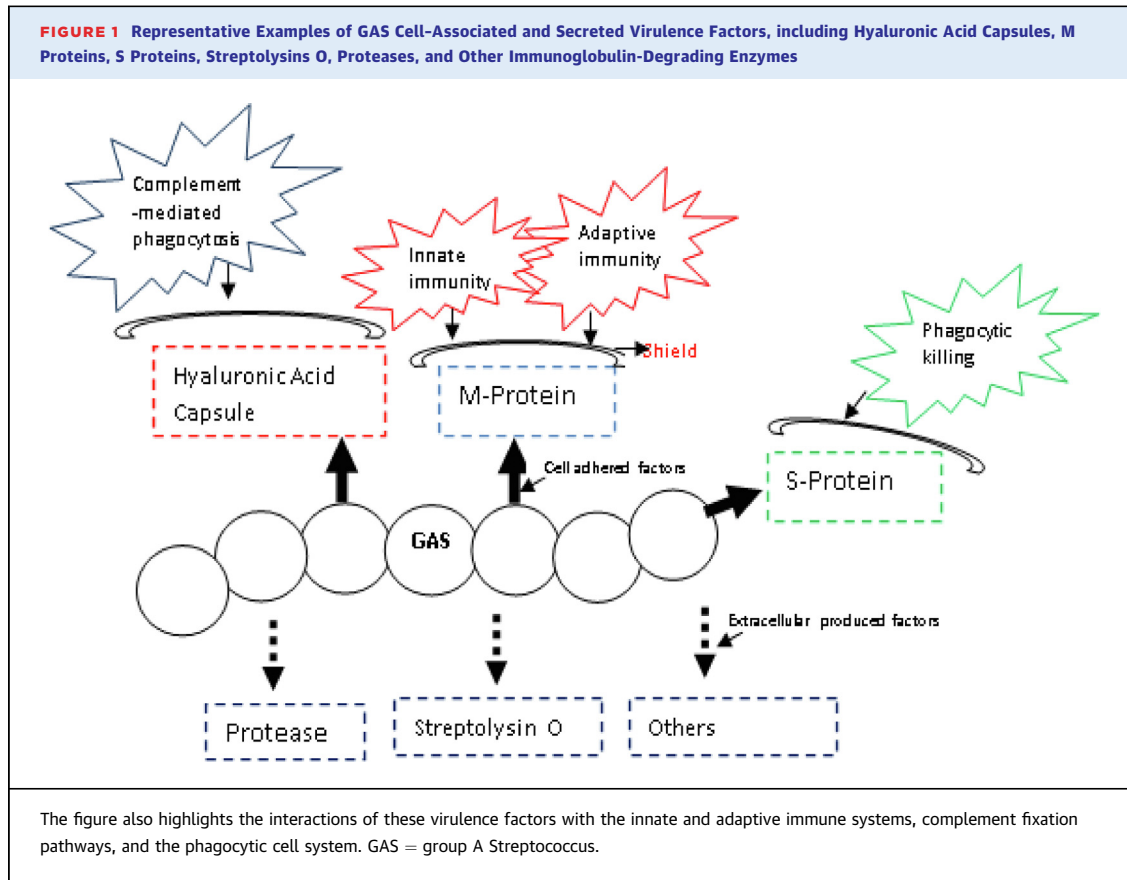 FIGURE 1 Representative Examples of GAS Cell-Associated and Secreted Virulence Factors, including Hyaluronic Acid Capsules, M
Proteins, S Proteins, Streptolysins O, Proteases, and Other Immunoglobulin-Degrading Enzymes
Complement
-mediated
phagocytosis
Innate
immunity
Adaptive
immunity
Phagocytic
killing
Shield
Hyaluronic Acid
Capsule
M-Protein
S-Protein
Cell adhered factors
GAS
Extracellular produced factors
Protease
Streptolysin O
Others
The figure also highlights the interactions of these virulence factors with the innate and adaptive immune systems, complement fixation
pathways, and the phagocytic cell system. GAS = group A Streptococcus.